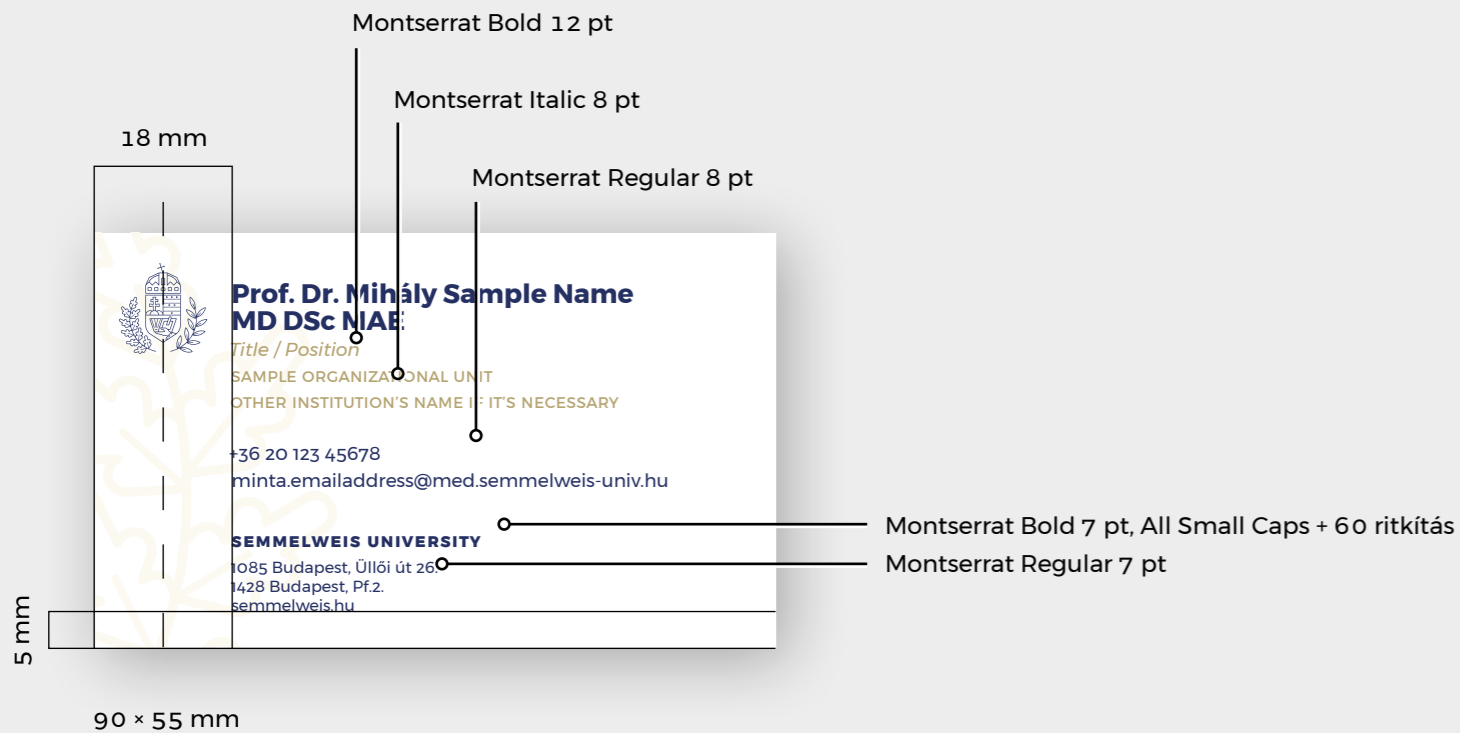 Montserrat Bold 12 pt
Montserrat Italic 8 pt
18 mm
Montserrat Regular 8 pt
Prof. Dr. Mihály Sample Name
MD DSc MAE
Title / Position
SAMPLE ORGANIZATIONAL UNIT
OTHER INSTITUTION’S NAME IF IT’S NECESSARY
+36 20 123 45678
minta.emailaddress@med.semmelweis-univ.hu
SEMMELWEIS UNIVERSITY
1085 Budapest, Üllői út 26.
1428 Budapest, Pf.2.
semmelweis.hu
Montserrat Bold 7 pt, All Small Caps + 60 ritkítás
Montserrat Regular 7 pt
5 mm
90 × 55 mm